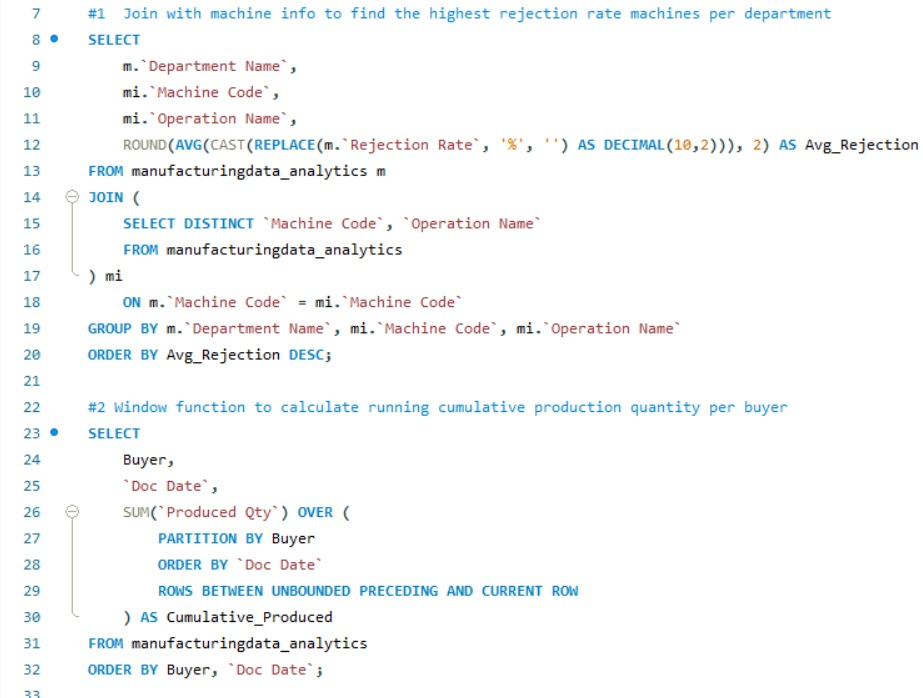 7 #1  Join with machine info to find the highest rejection rate machines per department
8 SELECT
9 m.`Department Name`,
10 mi.`Machine Code`,
11 mi.`Operation Name`,
12 ROUND(AVG(CAST(REPLACE(m.`Rejection Rate`, '%', '') AS DECIMAL(10,2))), 2) AS Avg_Rejection
13 FROM manufacturingdata_analytics m
14 JOIN (
15 SELECT DISTINCT `Machine Code`, `Operation Name`
16 FROM manufacturingdata_analytics
17 ) mi
18 ON m.`Machine Code` = mi.`Machine Code`
19 GROUP BY m.`Department Name`, mi.`Machine Code`, mi.`Operation Name`
20 ORDER BY Avg_Rejection DESC;
21
22 #2 Window function to calculate running cumulative production quantity per buyer
23 SELECT
24 Buyer,
25 `Doc Date`,
26 SUM(`Produced Qty`) OVER (
27 PARTITION BY Buyer
28 ORDER BY `Doc Date`
29 ROWS BETWEEN UNBOUNDED PRECEDING AND CURRENT ROW
30 ) AS Cumulative_Produced
31 FROM manufacturingdata_analytics
32 ORDER BY Buyer, `Doc Date`;
33